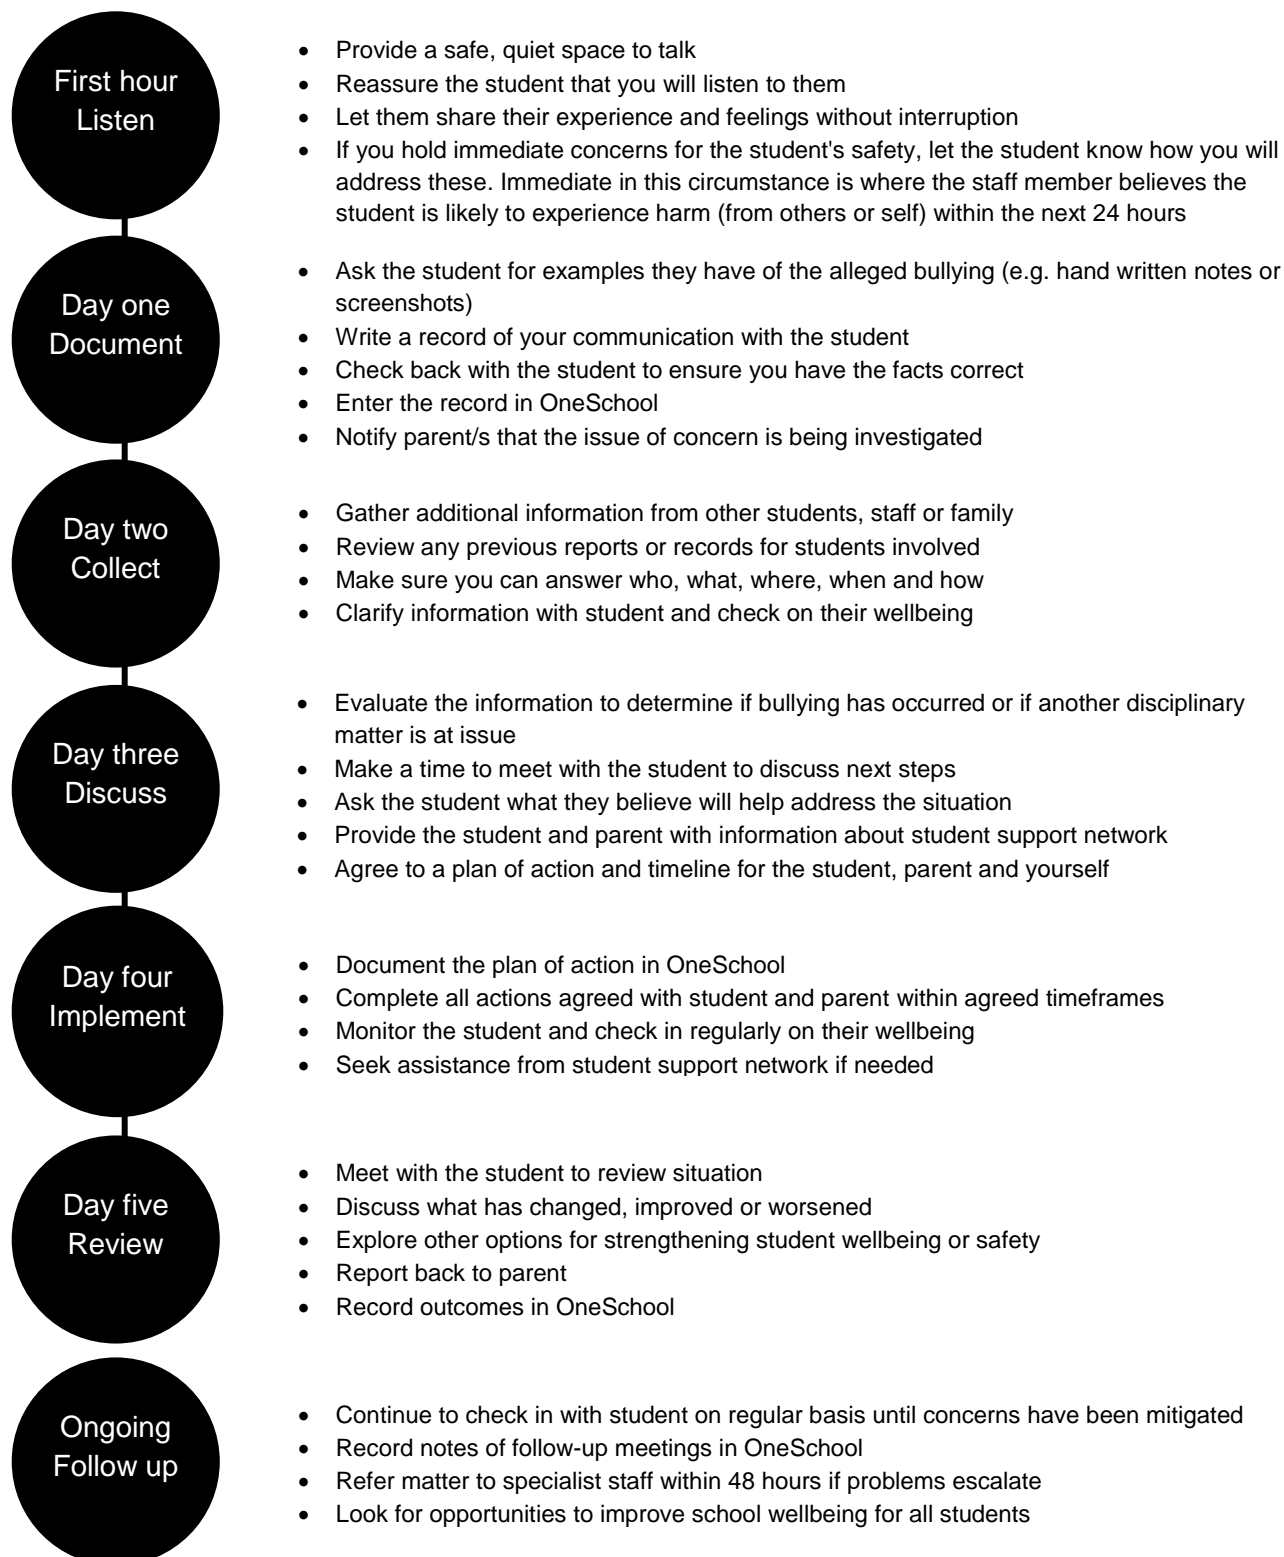 First hour
Listen
• Provide a safe, quiet space to talk
• Reassure the student that you will listen to them
• Let them share their experience and feelings without interruption
• If you hold immediate concerns for the student's safety, let the student know how you will
address these. Immediate in this circumstance is where the staff member believes the
student is likely to experience harm (from others or self) within the next 24 hours
Day one
Document
• Ask the student for examples they have of the alleged bullying (e.g. hand written notes or
screenshots)
• Write a record of your communication with the student
• Check back with the student to ensure you have the facts correct
• Enter the record in OneSchool
• Notify parent/s that the issue of concern is being investigated
Day two
Collect
• Gather additional information from other students, staff or family
• Review any previous reports or records for students involved
• Make sure you can answer who, what, where, when and how
• Clarify information with student and check on their wellbeing
Day three
Discuss
• Evaluate the information to determine if bullying has occurred or if another disciplinary
matter is at issue
• Make a time to meet with the student to discuss next steps
• Ask the student what they believe will help address the situation
• Provide the student and parent with information about student support network
• Agree to a plan of action and timeline for the student, parent and yourself
Day four
Implement
• Document the plan of action in OneSchool
• Complete all actions agreed with student and parent within agreed timeframes
• Monitor the student and check in regularly on their wellbeing
• Seek assistance from student support network if needed
Day five
Review
• Meet with the student to review situation
• Discuss what has changed, improved or worsened
• Explore other options for strengthening student wellbeing or safety
• Report back to parent
• Record outcomes in OneSchool
Ongoing
Follow up
• Continue to check in with student on regular basis until concerns have been mitigated
• Record notes of follow-up meetings in OneSchool
• Refer matter to specialist staff within 48 hours if problems escalate
• Look for opportunities to improve school wellbeing for all students